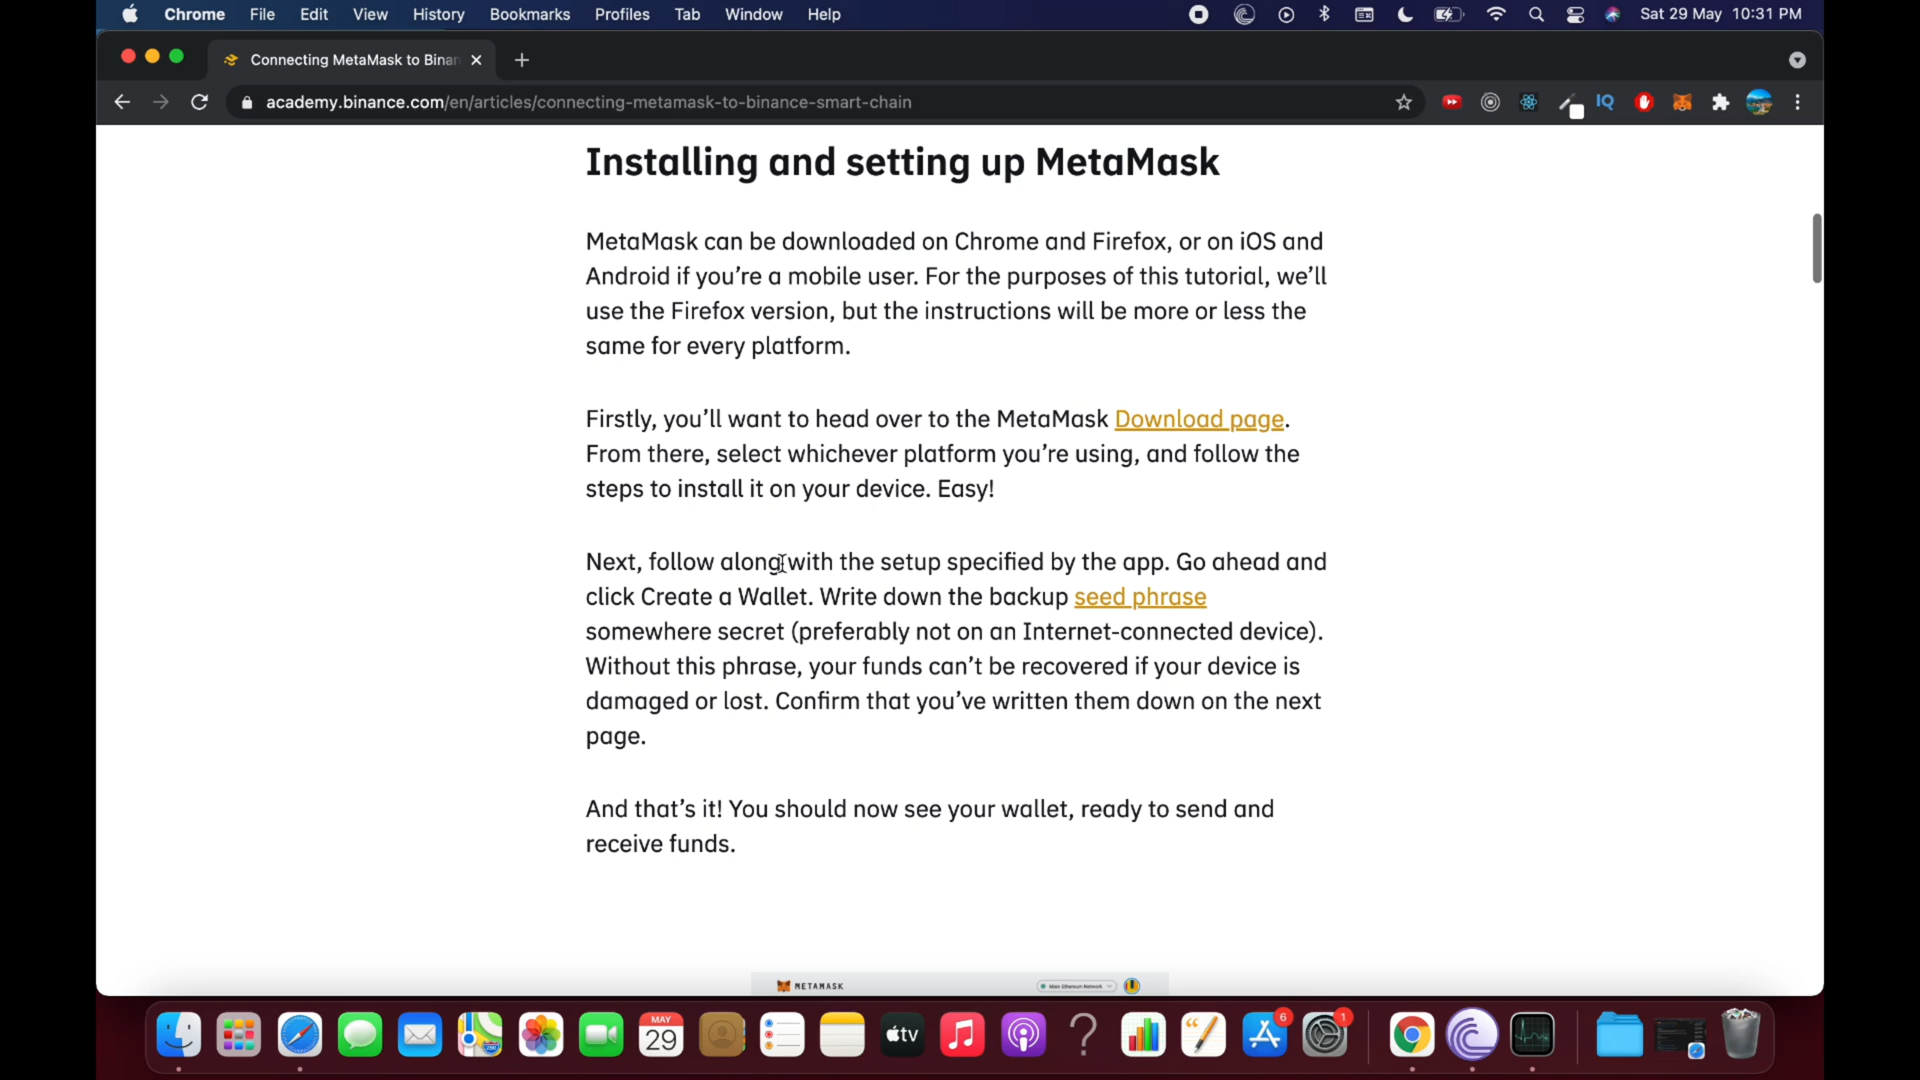 Chrome File Edit View History Bookmarks Profiles Tab Window Help Sat 29 May 10:31 PM
Connecting MetaMask to Binan
academy.binance.com/en/articles/connecting-metamask-to-binance-smart-chain
IQ
Installing and setting up MetaMask
MetaMask can be downloaded on Chrome and Firefox, or on iOS and
Android if you’re a mobile user. For the purposes of this tutorial, we’ll
use the Firefox version, but the instructions will be more or less the
same for every platform.
Firstly, you’ll want to head over to the MetaMask Download page.
From there, select whichever platform you’re using, and follow the
steps to install it on your device. Easy!
Next, follow along with the setup specified by the app. Go ahead and
click Create a Wallet. Write down the backup seed phrase
somewhere secret (preferably not on an Internet-connected device).
Without this phrase, your funds can’t be recovered if your device is
damaged or lost. Confirm that you’ve written them down on the next
page.
And that’s it! You should now see your wallet, ready to send and
receive funds.
METAMASK Main Ethereum Network
MAY
29
tv
6
1